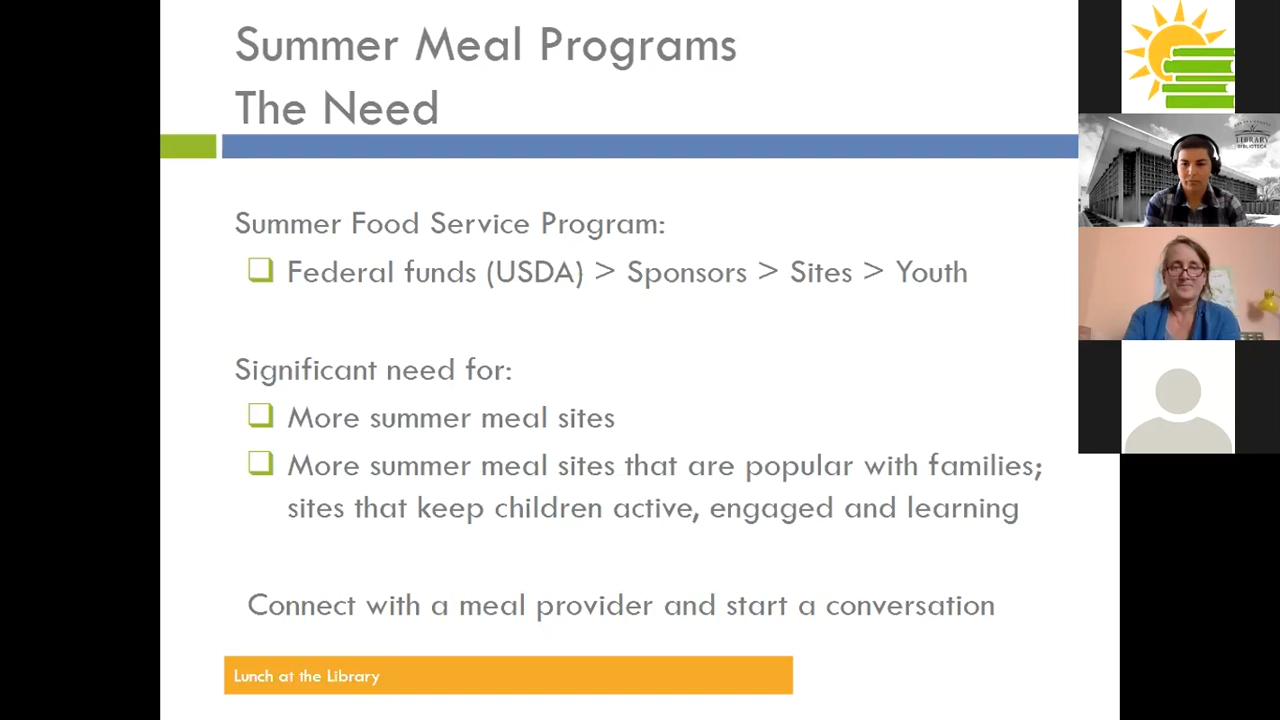 Summer Meal Programs
The Need
Summer Food Service Program:
Federal funds (USDA) > Sponsors > Sites > Youth
Significant need for:
More summer meal sites
More summer meal sites that are popular with families;
sites that keep children active, engaged and learning
Connect with a meal provider and start a conversation
Lunch at the Library
LIBRARY
BIBLIOTECA